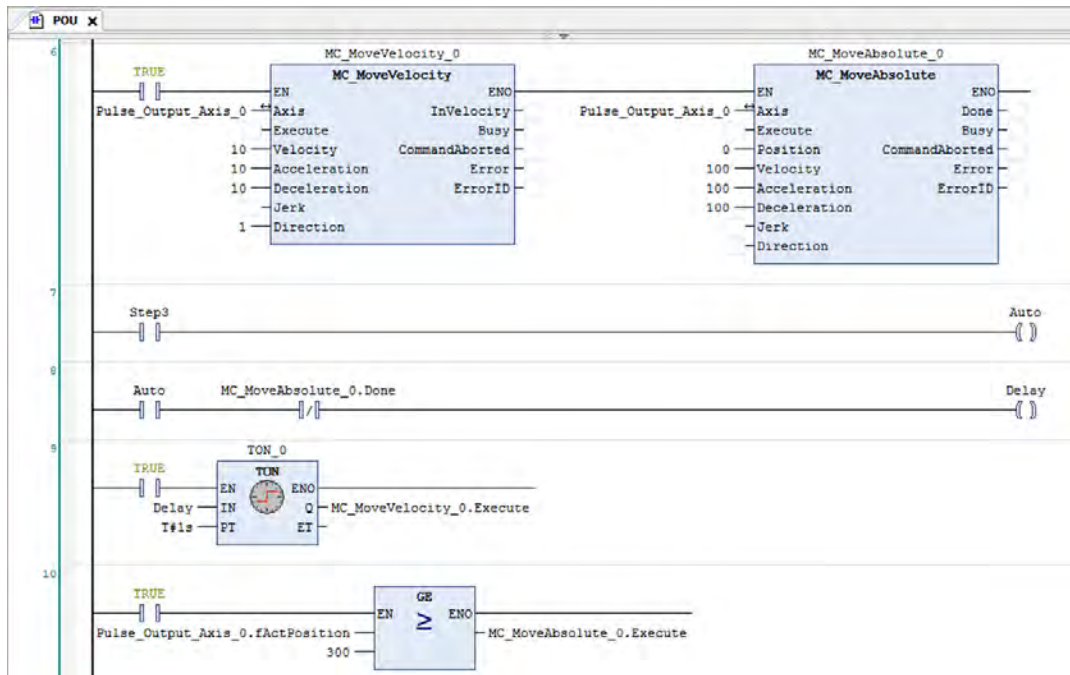 POU
6
MC_MoveVelocity_0
MC_MoveAbsolute_0
TRUE
MC_MoveVelocity
MC_MoveAbsolute
EN ENO
EN ENO
Pulse_Output_Axis_0 Axis InVelocity
Pulse_Output_Axis_0 Axis Done
Execute Busy
Execute Busy
10 Velocity CommandAborted
0 Position CommandAborted
10 Acceleration Error
100 Velocity Error
10 Deceleration ErrorID
100 Acceleration ErrorID
Jerk
100 Deceleration
1 Direction
Jerk
Direction
7
Step3
Auto
8
Auto
MC_MoveAbsolute_0.Done
Delay
9
TON_0
TRUE
TON
EN ENO
Delay IN Q MC_MoveVelocity_0.Execute
T#1s PT ET
10
TRUE
GE
EN ENO
≥
Pulse_Output_Axis_0.fActPosition
MC_MoveAbsolute_0.Execute
300